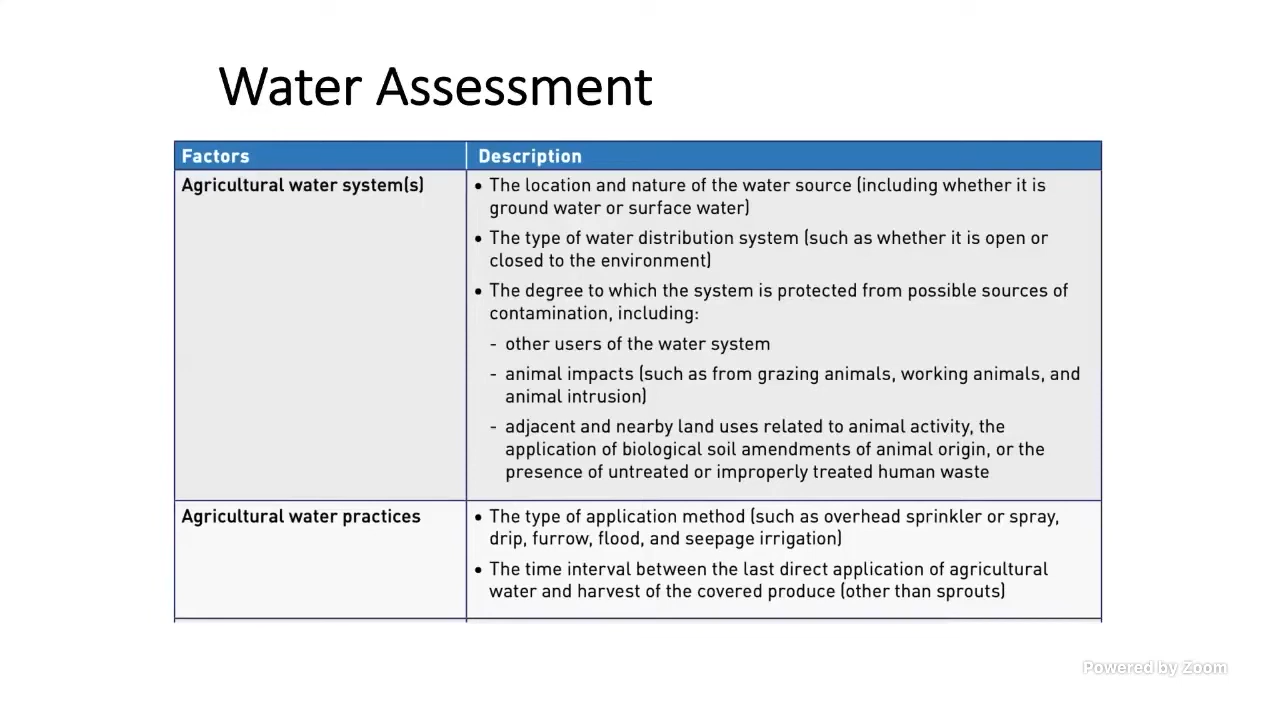 Water Assessment
Factors
Description
Agricultural water system(s)
• The location and nature of the water source (including whether it is
ground water or surface water)
• The type of water distribution system (such as whether it is open or
closed to the environment)
• The degree to which the system is protected from possible sources of
contamination, including:
- other users of the water system
- animal impacts (such as from grazing animals, working animals, and
animal intrusion)
- adjacent and nearby land uses related to animal activity, the
application of biological soil amendments of animal origin, or the
presence of untreated or improperly treated human waste
Agricultural water practices
• The type of application method (such as overhead sprinkler or spray,
drip, furrow, flood, and seepage irrigation)
• The time interval between the last direct application of agricultural
water and harvest of the covered produce (other than sprouts)
Powered by Zoom